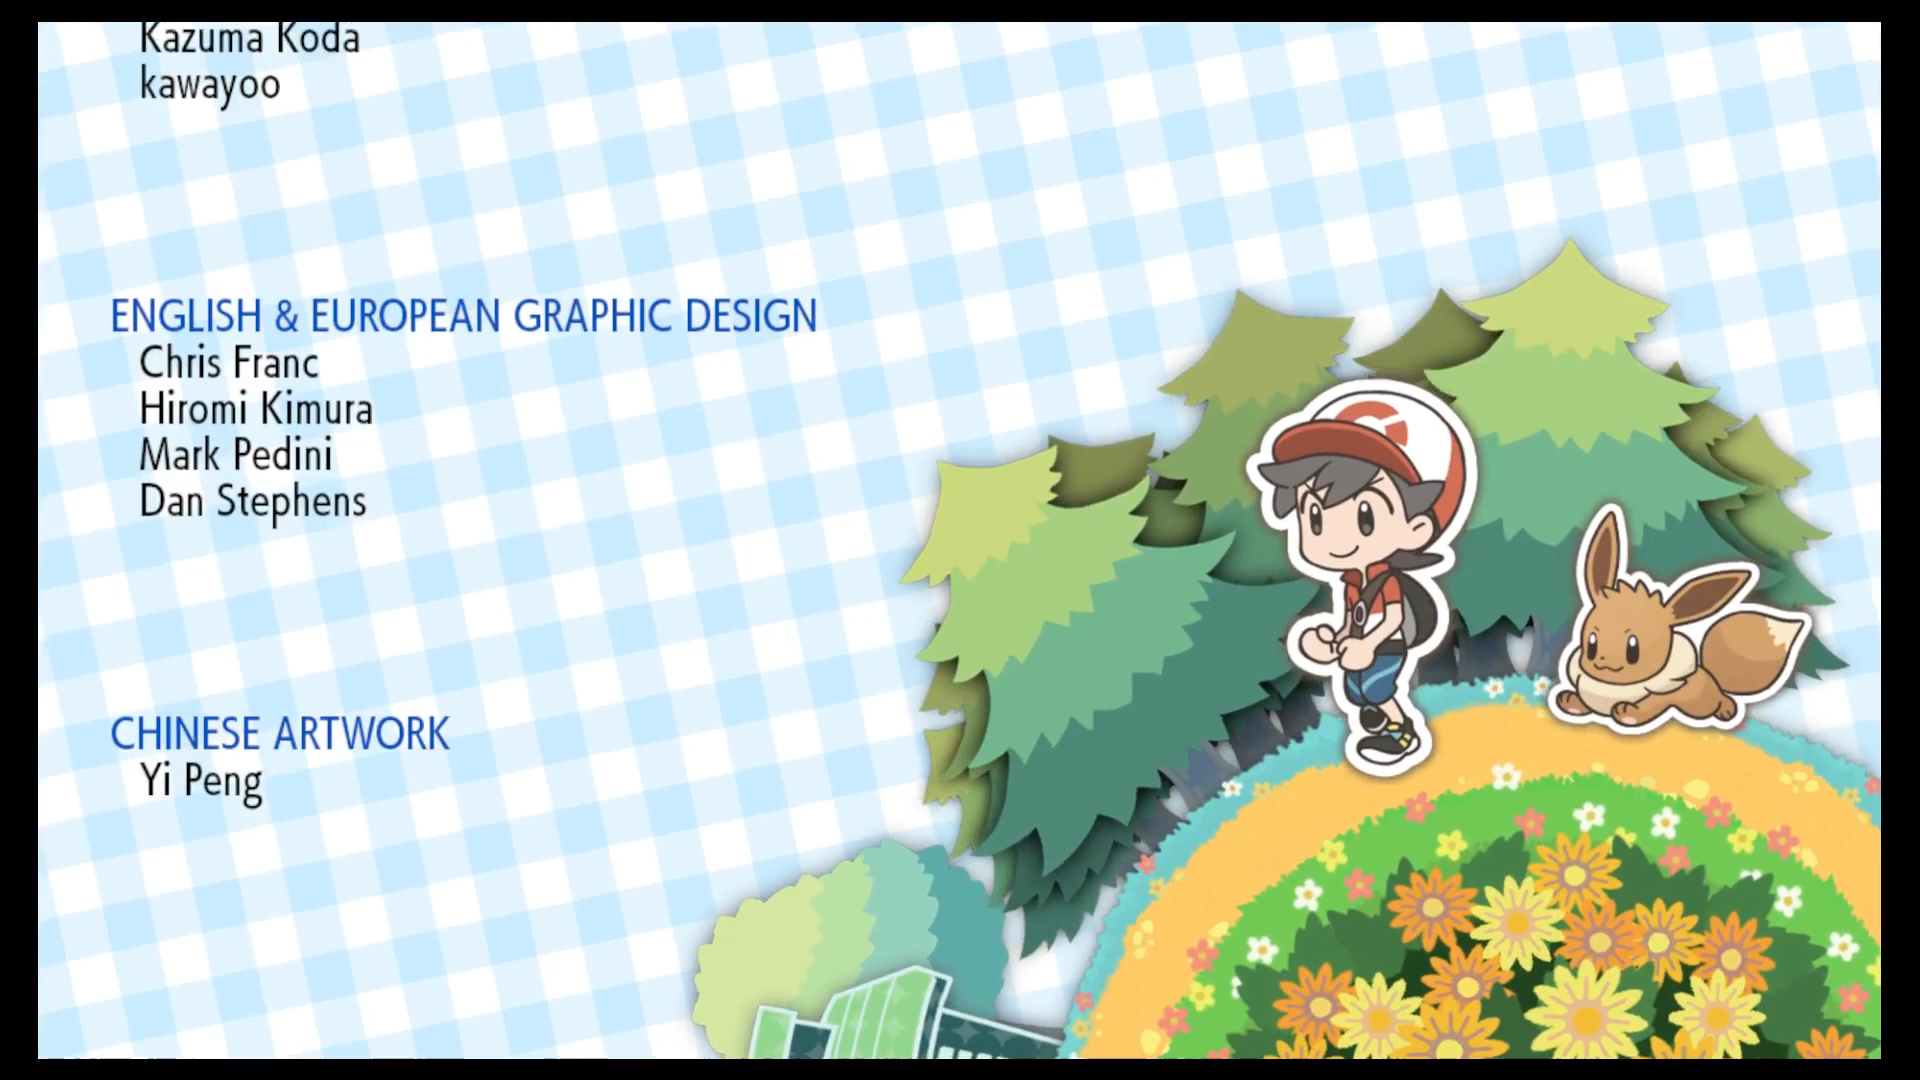 Kazuma Koda
kawayoo
ENGLISH & EUROPEAN GRAPHIC DESIGN
Chris Franc
Hiromi Kimura
Mark Pedini
Dan Stephens
CHINESE ARTWORK
Yi Peng